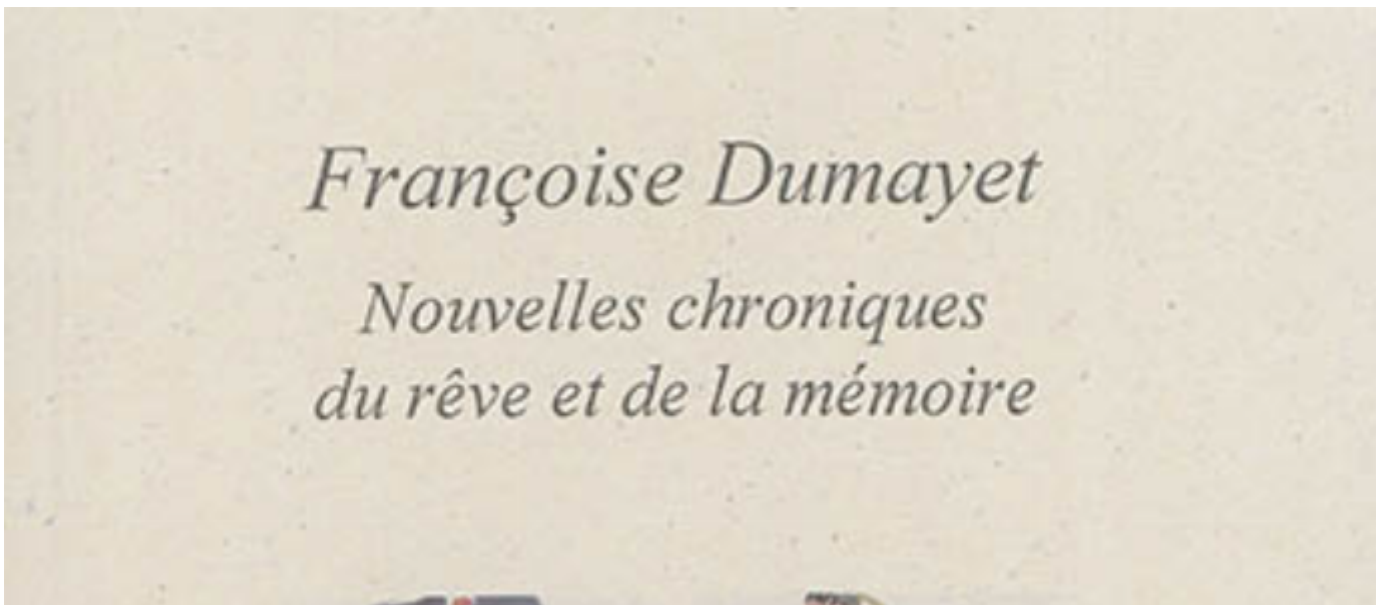 Françoise Dumayet
Nouvelles chroniques
du rêve et de la mémoire